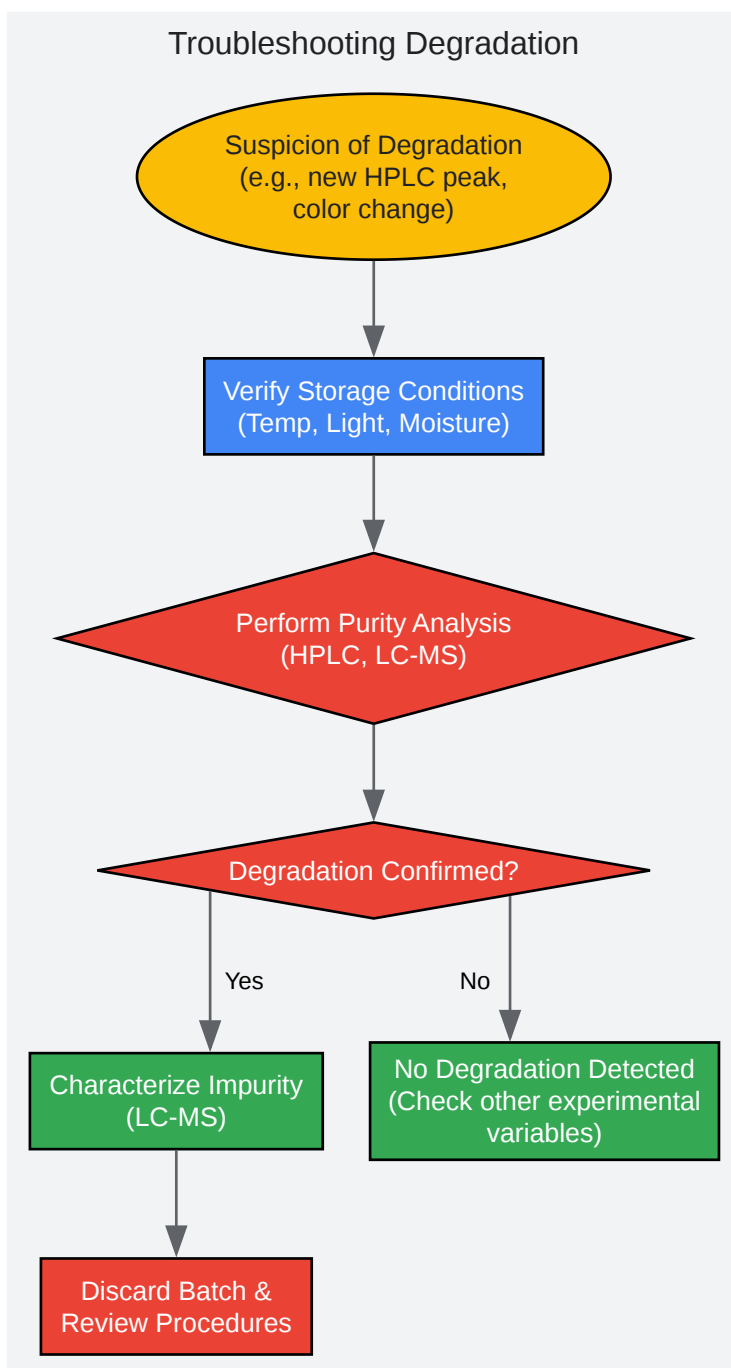 Troubleshooting Degradation
Suspicion of Degradation
(e.g., new HPLC peak,
color change)
Verify Storage Conditions
(Temp, Light, Moisture)
Perform Purity Analysis
(HPLC, LC-MS)
Degradation Confirmed?
Yes
No
Characterize Impurity
(LC-MS)
No Degradation Detected
(Check other experimental
variables)
Discard Batch &
Review Procedures